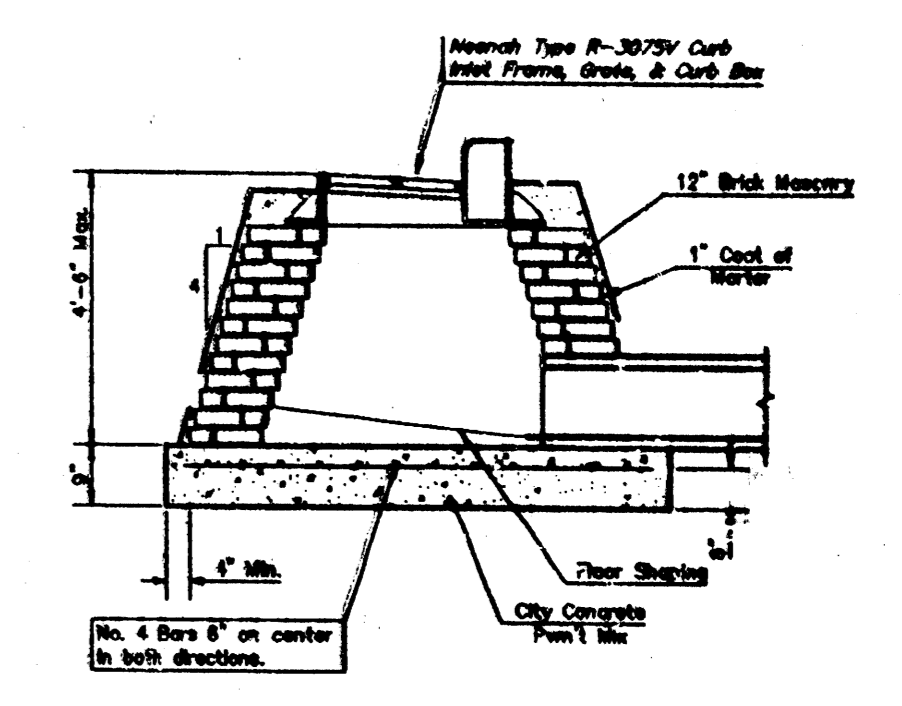 Neenah Type R-3075V Curb
Inlet Frame, Grate, & Curb Box
12" Brick Masonry
1" Coat of
Mortar
1
4
4'-6" Max.
9"
4" Min.
Floor Shaping
City Concrete
Pvm't Mix
No. 4 Bars 6" on center
in both directions.